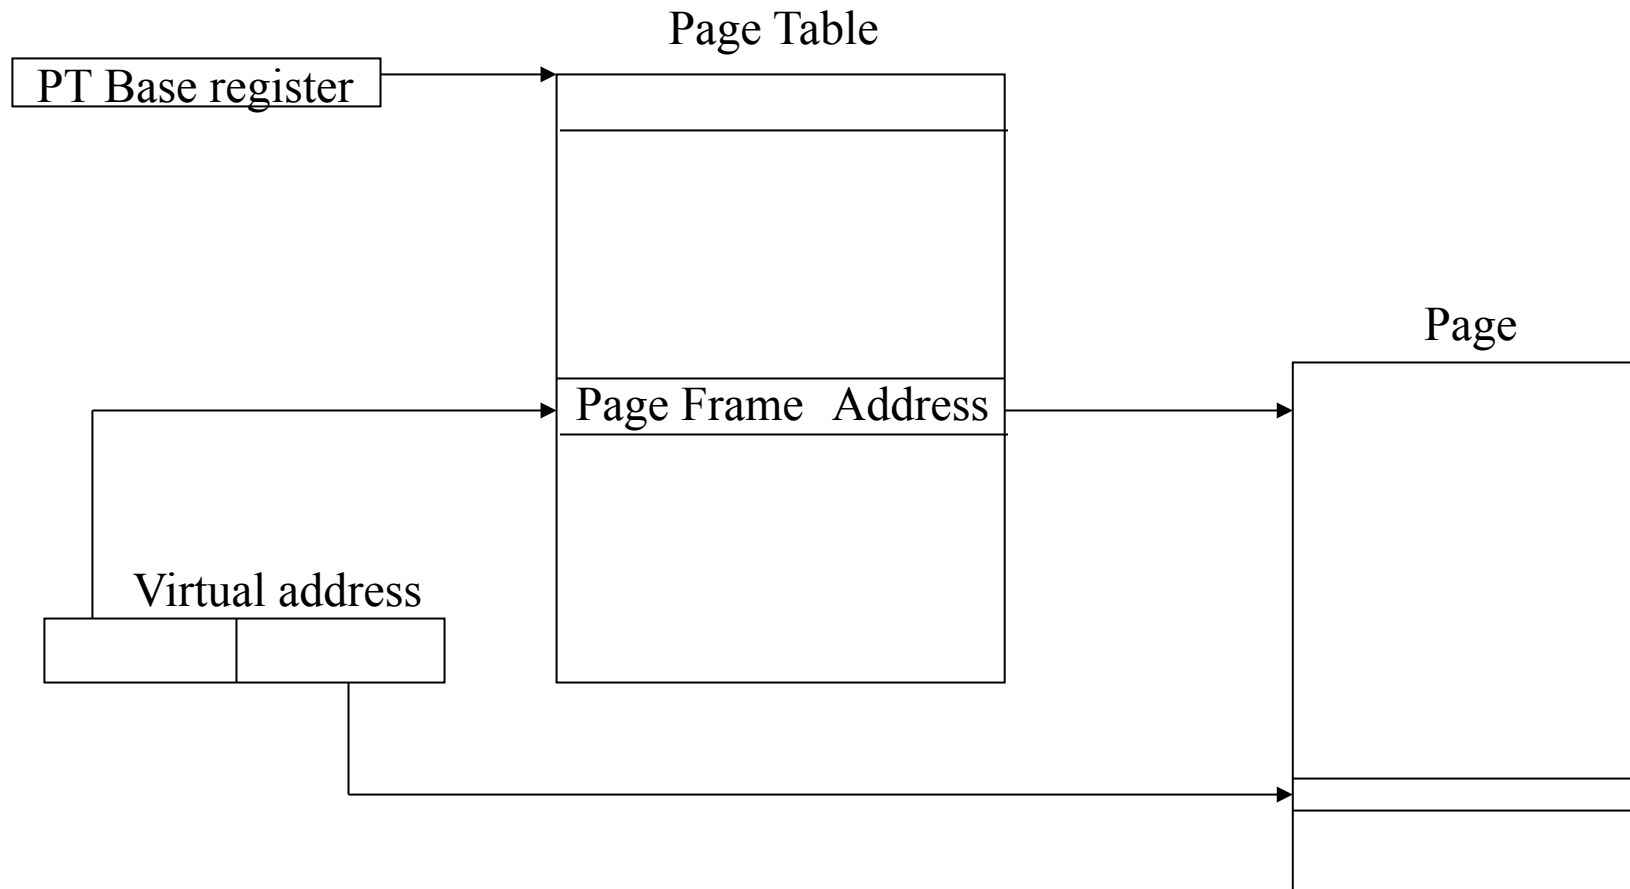 Page Table
PT Base register
Page
Page Frame Address
Virtual address